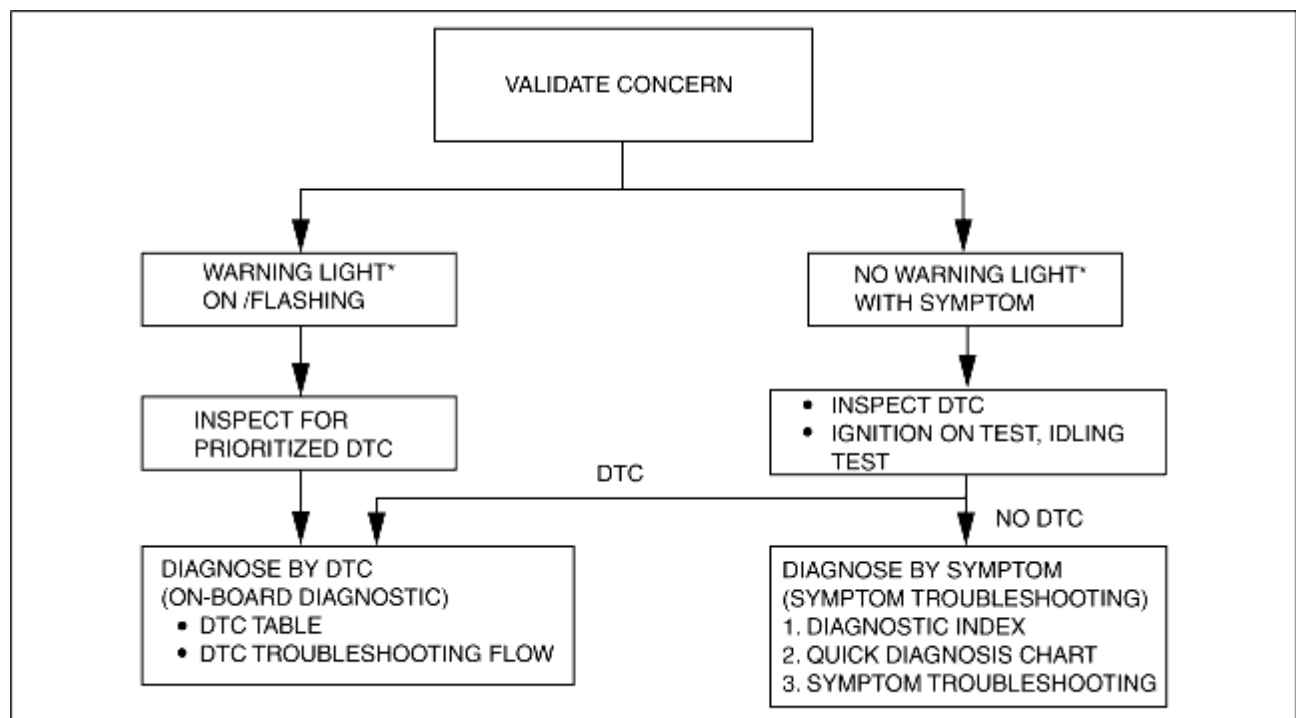 VALIDATE CONCERN
WARNING LIGHT*
ON /FLASHING
NO WARNING LIGHT*
WITH SYMPTOM
INSPECT FOR
PRIORITIZED DTC
• INSPECT DTC
• IGNITION ON TEST, IDLING
TEST
DTC
NO DTC
DIAGNOSE BY DTC
(ON-BOARD DIAGNOSTIC)
• DTC TABLE
• DTC TROUBLESHOOTING FLOW
DIAGNOSE BY SYMPTOM
(SYMPTOM TROUBLESHOOTING)
1. DIAGNOSTIC INDEX
2. QUICK DIAGNOSIS CHART
3. SYMPTOM TROUBLESHOOTING